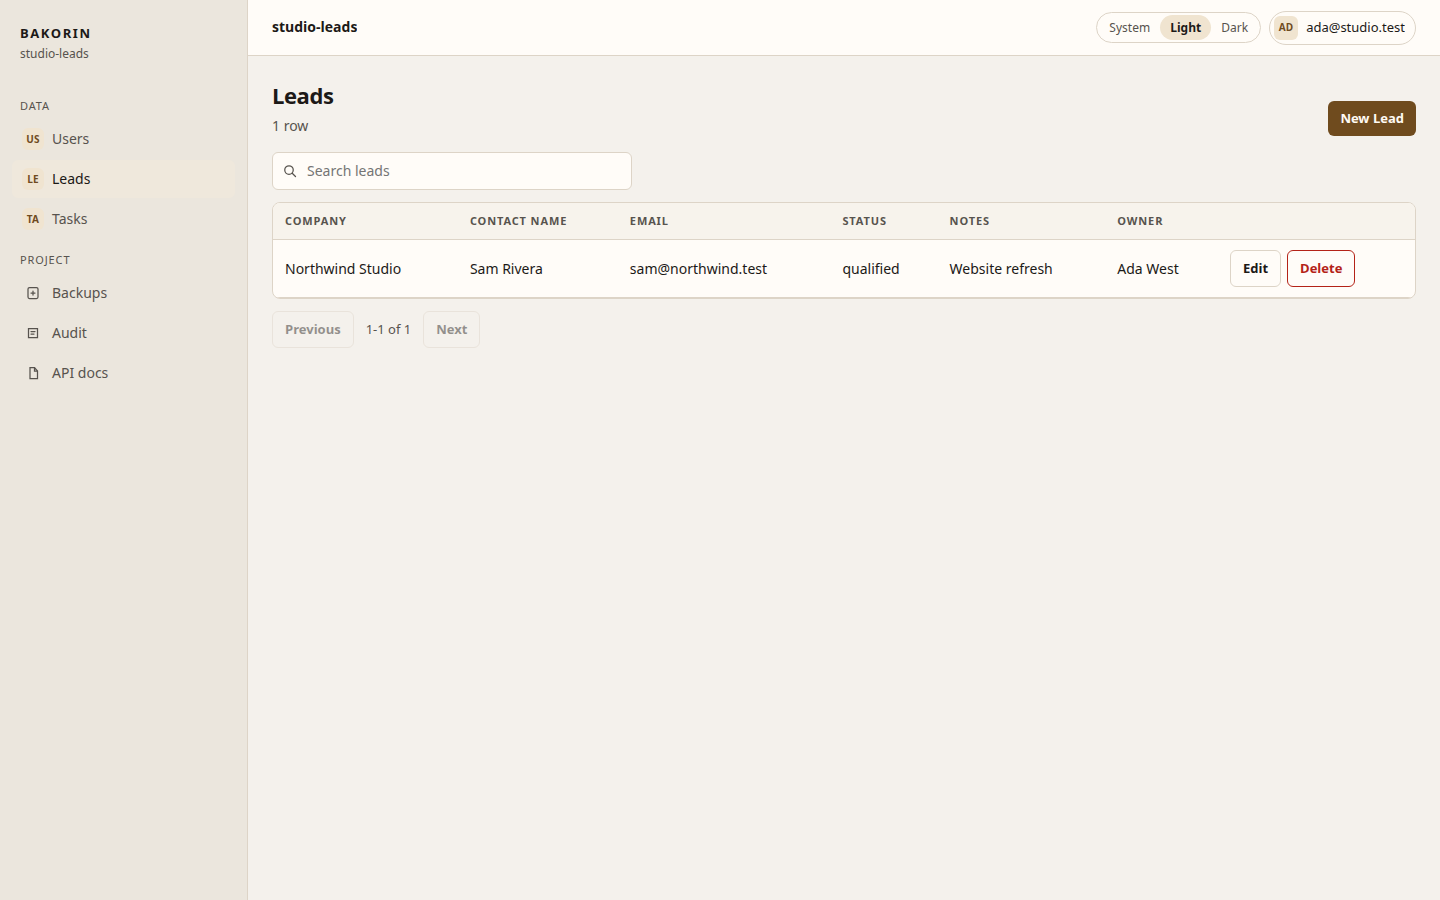 BAKORIN
studio-leads
DATA
US Users
LE Leads
TA Tasks
PROJECT
Backups
Audit
API docs
studio-leads
System Light Dark
AD ada@studio.test
Leads
1 row
New Lead
Search leads
COMPANY CONTACT NAME EMAIL STATUS NOTES OWNER
Northwind Studio Sam Rivera sam@northwind.test qualified Website refresh Ada West Edit Delete
Previous 1-1 of 1 Next